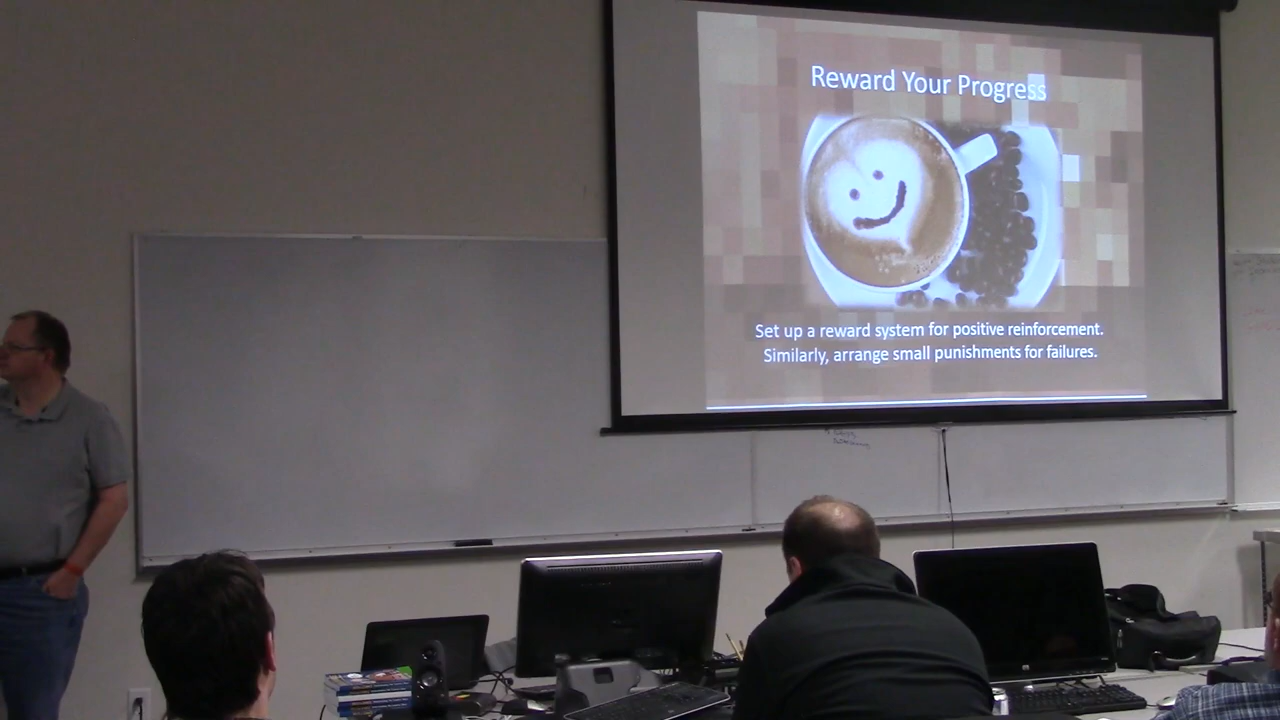 Reward Your Progress
Set up a reward system for positive reinforcement.
Similarly, arrange small punishments for failures.